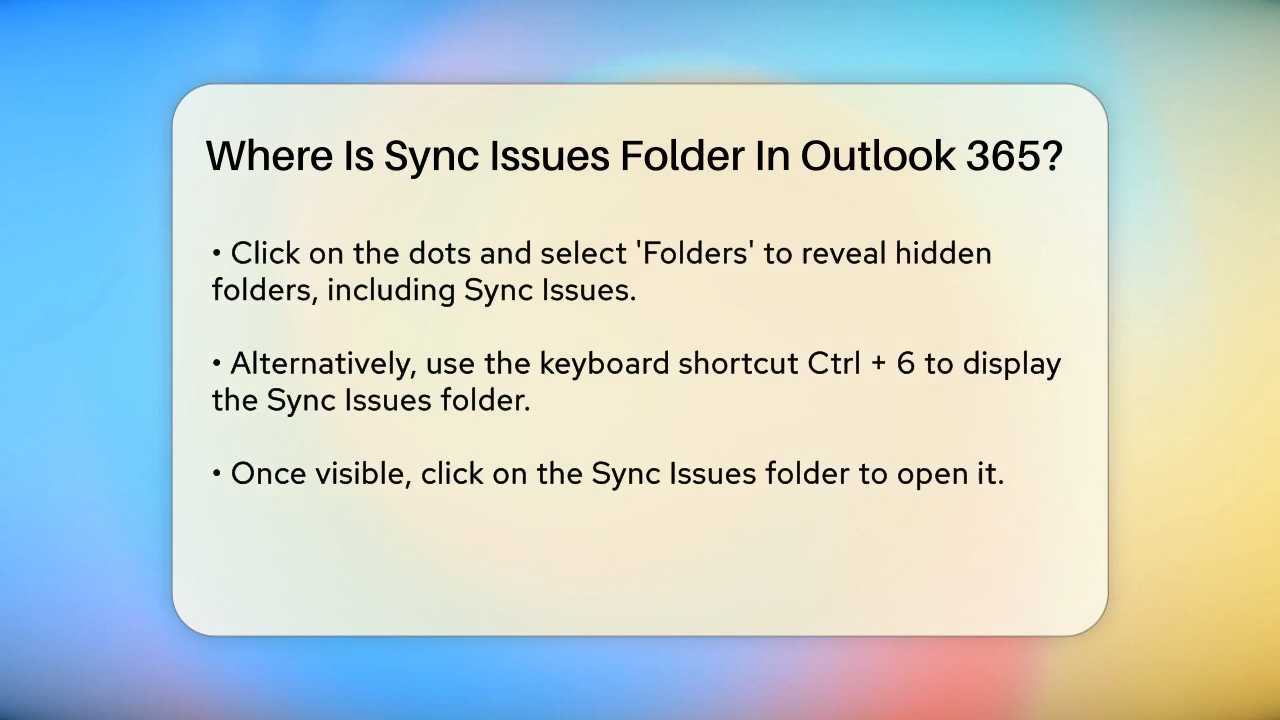 Where Is Sync Issues Folder In Outlook 365?
• Click on the dots and select 'Folders' to reveal hidden
folders, including Sync Issues.
• Alternatively, use the keyboard shortcut Ctrl + 6 to display
the Sync Issues folder.
• Once visible, click on the Sync Issues folder to open it.